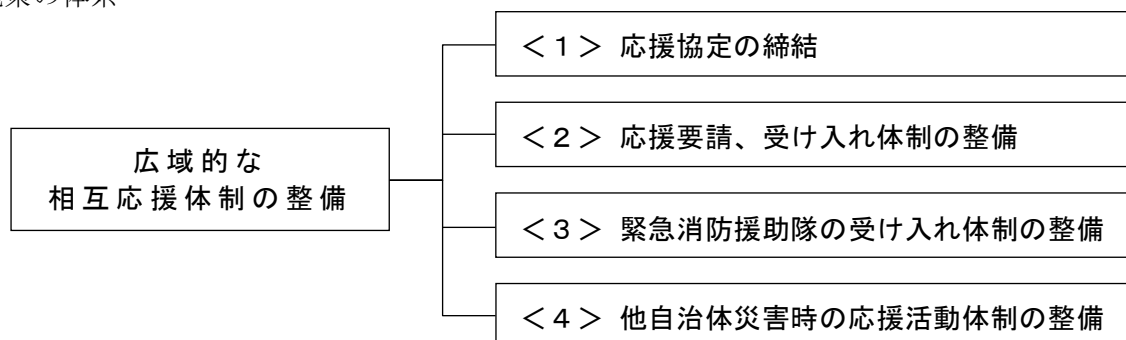 の体系
広域的な
相互応援体制の整備
＜１＞ 応援協定の締結
＜２＞ 応援要請、受け入れ体制の整備
＜３＞ 緊急消防援助隊の受け入れ体制の整備
＜４＞ 他自治体災害時の応援活動体制の整備